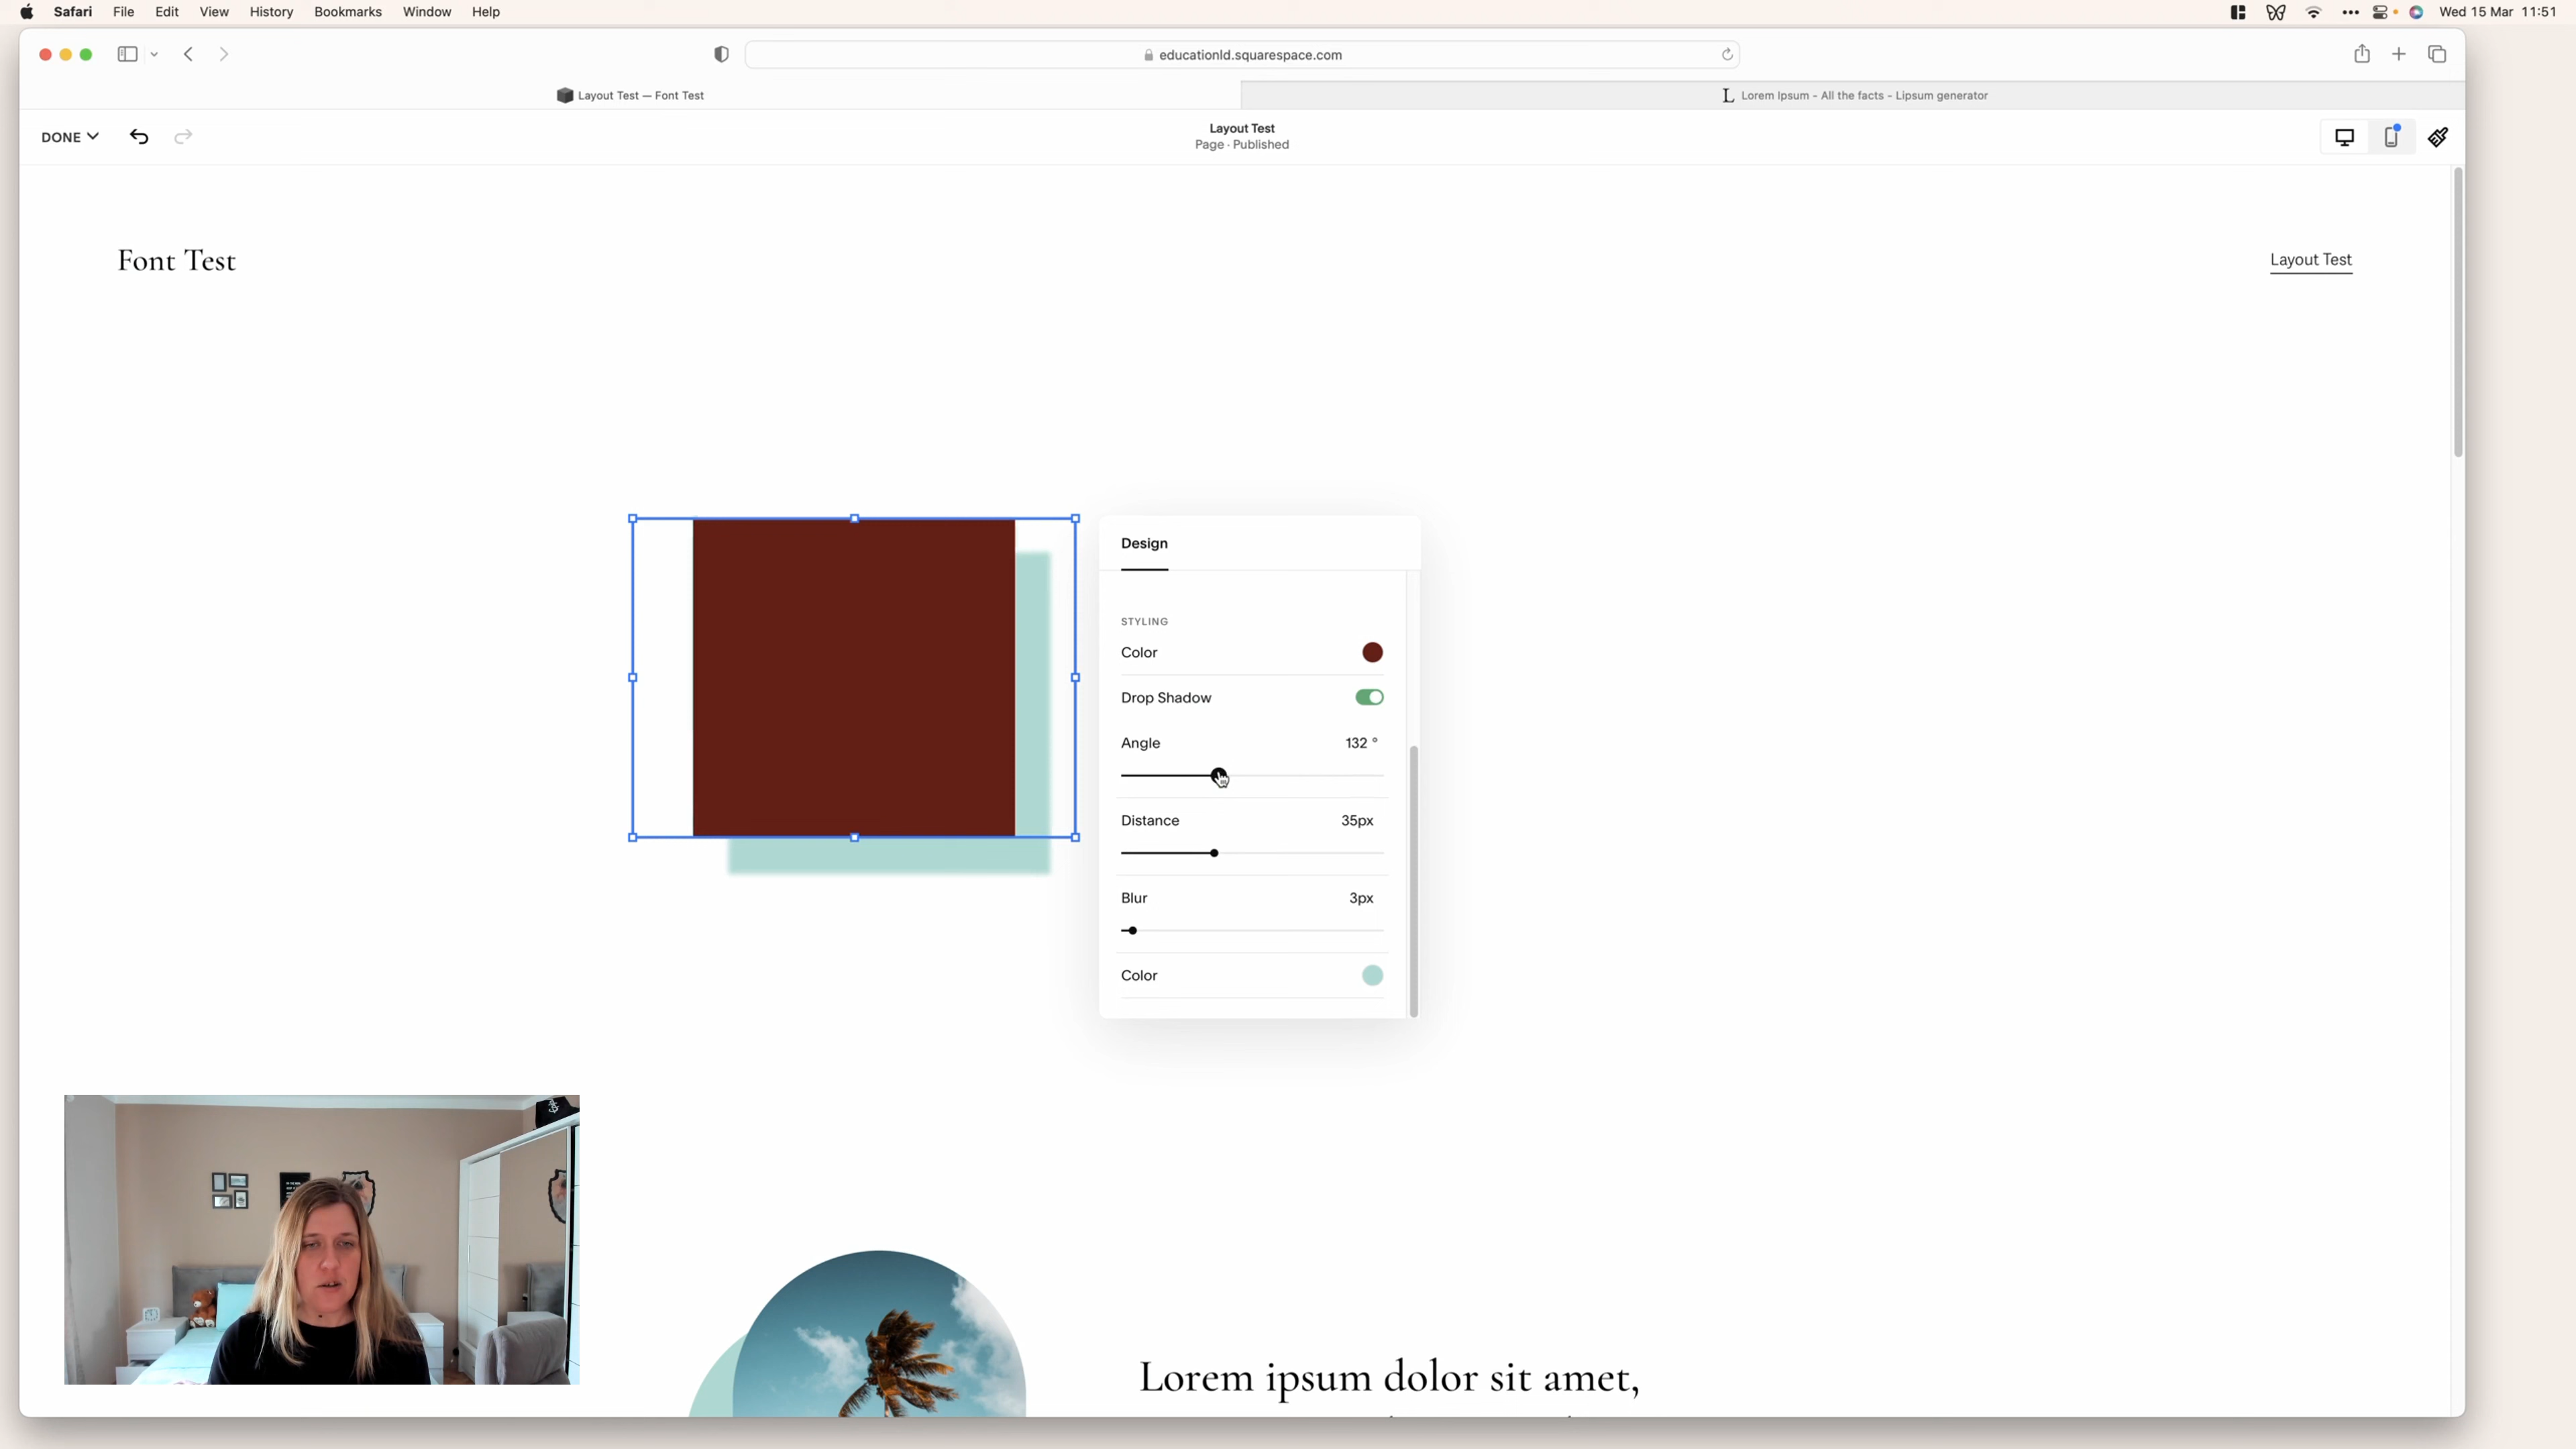 Safari File Edit View History Bookmarks Window Help
Wed 15 Mar 11:51
educationld.squarespace.com
Layout Test — Font Test
L Lorem Ipsum - All the facts - Lipsum generator
DONE
Layout Test
Page · Published
Font Test
Layout Test
Design
STYLING
Color
Drop Shadow
Angle 132 °
Distance 35px
Blur 3px
Color
Lorem ipsum dolor sit amet,